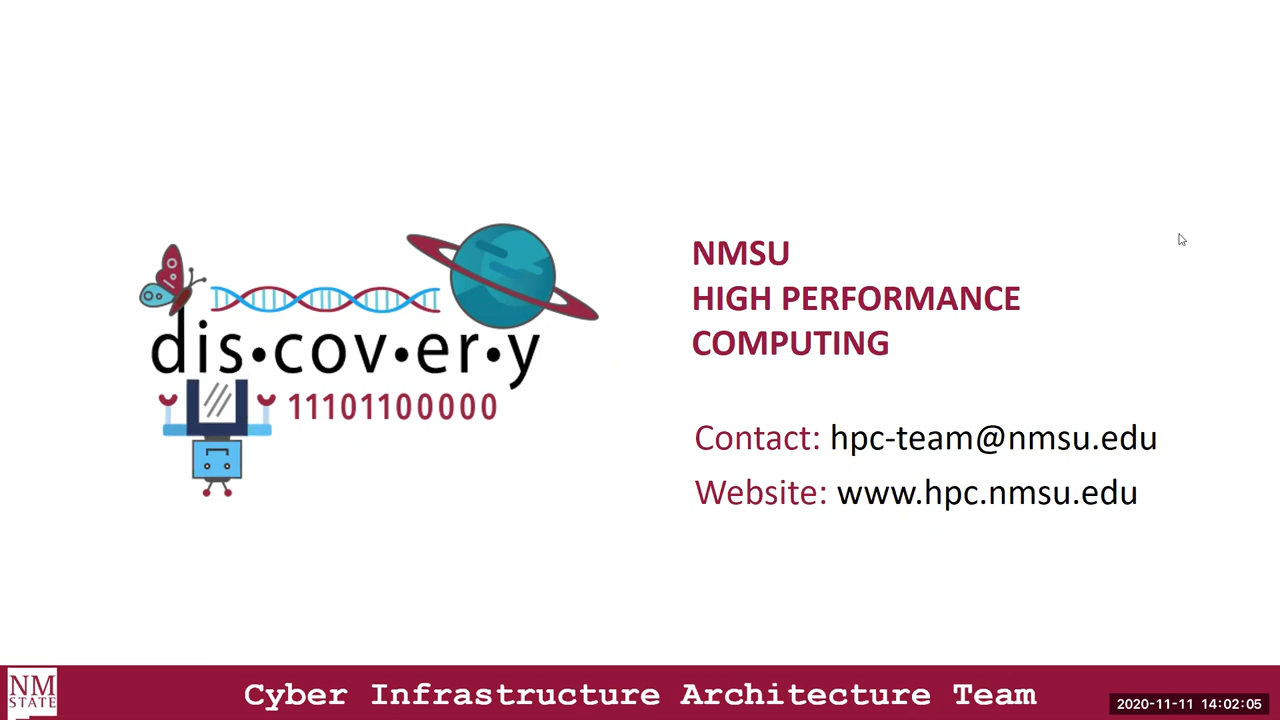 dis•cov•er•y
11101100000
NMSU
HIGH PERFORMANCE
COMPUTING
Contact: hpc-team@nmsu.edu
Website: www.hpc.nmsu.edu
NM
STATE
Cyber Infrastructure Architecture Team
2020-11-11 14:02:05